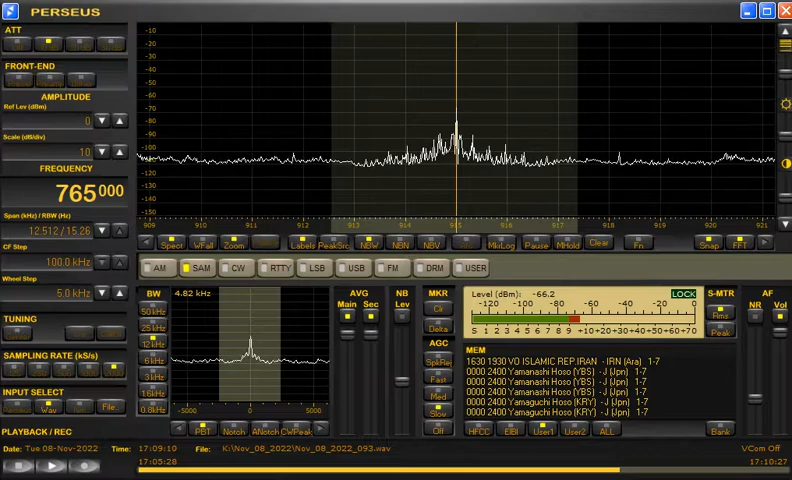 PERSEUS
ATT
FRONT-END
AMPLITUDE
Ref Lev (dBm)
0
Scale (dB/div)
10
FREQUENCY
765000
Span (kHz) / RBW (Hz)
12.512 / 15.26
CF Step
100.0 kHz
Wheel Step
5.0 kHz
TUNING
SAMPLING RATE (kS/s)
INPUT SELECT
Wav File..
-10
-20
-30
-40
-50
-60
-70
-80
-90
-100
-110
-120
-130
-140
-150
909 910 911 912 913 914 915 916 917 918 919 920 921
Spect WFall Zoom Labels PeakSrc NBW NBN NBV MkrLog Pause MHold Clear Fn Snap FFT
AM SAM CW RTTY LSB USB FM DRM USER
BW
50 kHz
25 kHz
12 kHz
6 kHz
3 kHz
1.6kHz
0.8kHz
4.82 kHz
-5000 0 5000
PBT Notch ANotch CWPeak
AVG
Main Sec
NB
Lev
MKR
Clr
Delta
AGC
SpkRej
Fast
Med
Slow
Off
Level (dBm): -66.2 LOCK
-120 -100 -80 -60 -40 -20
S 1 2 3 4 5 6 7 8 9 +10 +20 +30 +40 +50 +60 +70
S-MTR
Rms
Peak
AF
NR Vol
MEM
1630 1930 VO ISLAMIC REP.IRAN - IRN (Ara) 1-7
0000 2400 Yamanashi Hoso (YBS) - J (Jpn) 1-7
0000 2400 Yamanashi Hoso (YBS) - J (Jpn) 1-7
0000 2400 Yamanashi Hoso (YBS) - J (Jpn) 1-7
0000 2400 Yamaguchi Hoso (KRY) - J (Jpn) 1-7
0000 2400 Yamaguchi Hoso (KRY) - J (Jpn) 1-7
HFCC EIBI User1 User2 ALL Bank
PLAYBACK / REC
Date: Tue 08-Nov-2022 Time: 17:09:10 File: K:\Nov_08_2022\Nov_08_2022_093.wav VCom Off
17:05:28 17:10:27